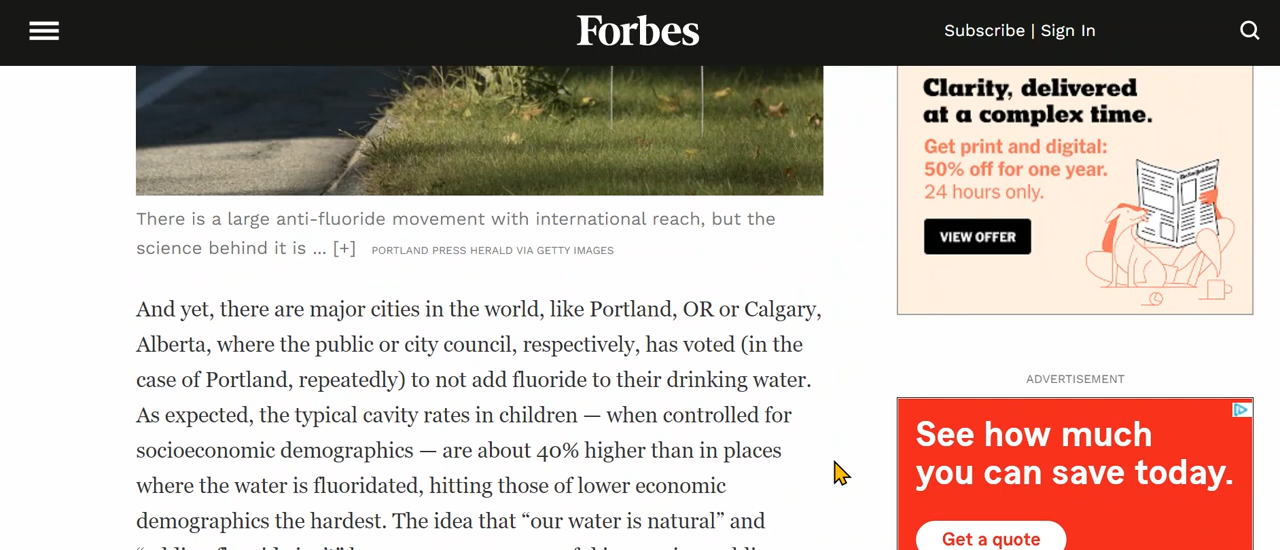 Forbes
Subscribe | Sign In
Clarity, delivered
at a complex time.
Get print and digital:
50% off for one year.
24 hours only.
VIEW OFFER
There is a large anti-fluoride movement with international reach, but the
science behind it is ... [+] PORTLAND PRESS HERALD VIA GETTY IMAGES
And yet, there are major cities in the world, like Portland, OR or Calgary,
Alberta, where the public or city council, respectively, has voted (in the
case of Portland, repeatedly) to not add fluoride to their drinking water.
As expected, the typical cavity rates in children — when controlled for
socioeconomic demographics — are about 40% higher than in places
where the water is fluoridated, hitting those of lower economic
demographics the hardest. The idea that “our water is natural” and
ADVERTISEMENT
See how much
you can save today.
Get a quote